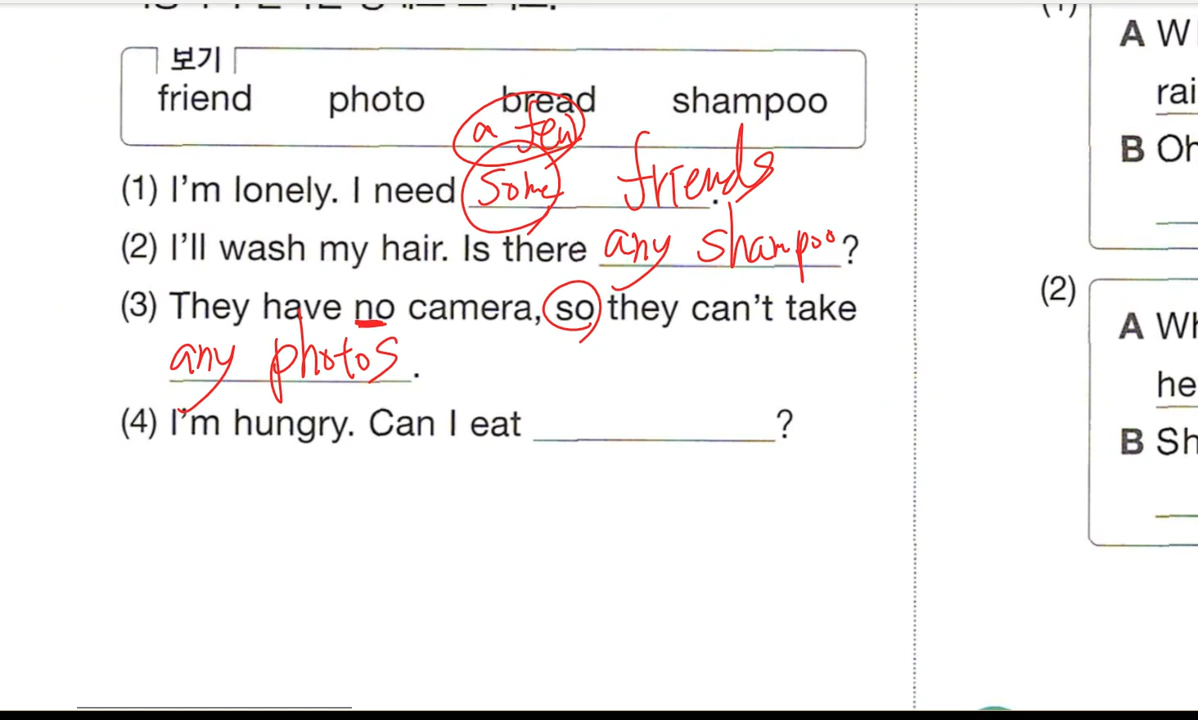 보기
friend photo bread shampoo
a few
(1) I'm lonely. I need some friends.
(2) I'll wash my hair. Is there any shampoo?
(3) They have no camera, so they can't take
any photos.
(4) I'm hungry. Can I eat ____________?
(1)
A W
rai
B Oh
(2)
A Wh
he
B Sh